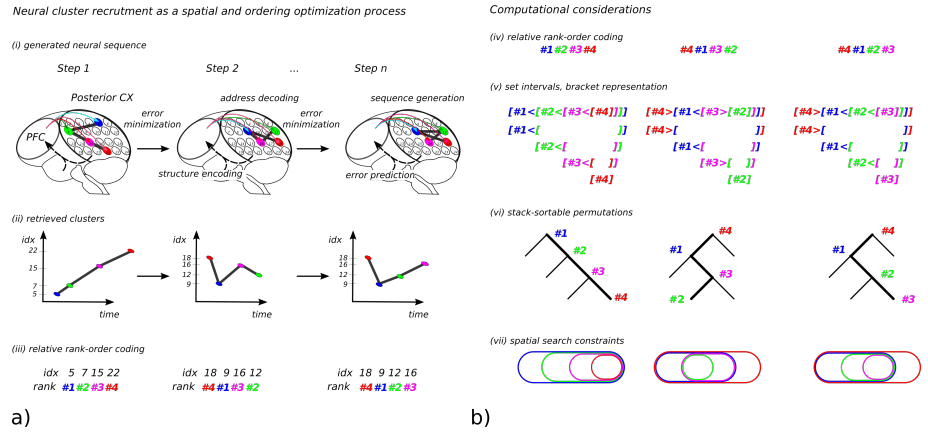 Neural cluster recrutment as a spatial and ordering optimization process
(i) generated neural sequence
Step 1 Step 2 ... Step n
Posterior CX address decoding sequence generation
error minimization error minimization
PFC
structure encoding error prediction
(ii) retrieved clusters
idx idx idx
22
15
7
5
18
16
12
9
18
16
12
9
time time time
(iii) relative rank-order coding
idx 5 7 15 22 idx 18 9 16 12 idx 18 9 12 16
rank #1#2#3#4 rank #4#1#3#2 rank #4#1#2#3
a)
Computational considerations
(iv) relative rank-order coding
#1#2#3#4 #4#1#3#2 #4#1#2#3
(v) set intervals, bracket representation
[#1<[#2<[#3<[#4]]]] [#4>[#1<[#3>[#2]]]] [#4>[#1<[#2<[#3]]]]
[#1<[ ]] [#4>[ ]] [#4>[ ]]
[#2<[ ]] [#1<[ ]] [#1<[ ]]
[#3<[ ]] [#3>[ ]] [#2<[ ]]
[#4] [#2] [#3]
(vi) stack-sortable permutations
#1 #4 #4
#2 #1 #1
#3 #3 #2
#4 #2 #3
(vii) spatial search constraints
b)